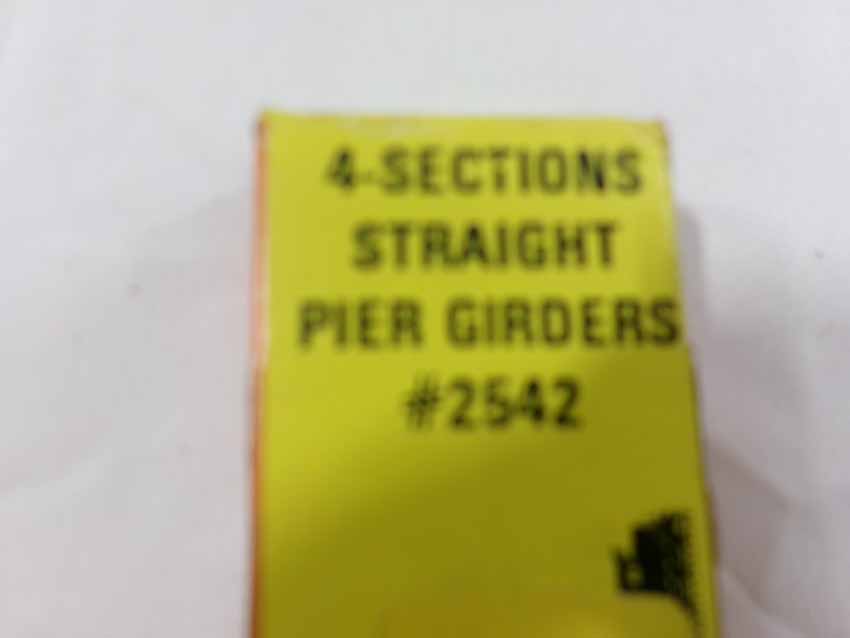 4-SECTIONS
STRAIGHT
PIER GIRDERS
#2542